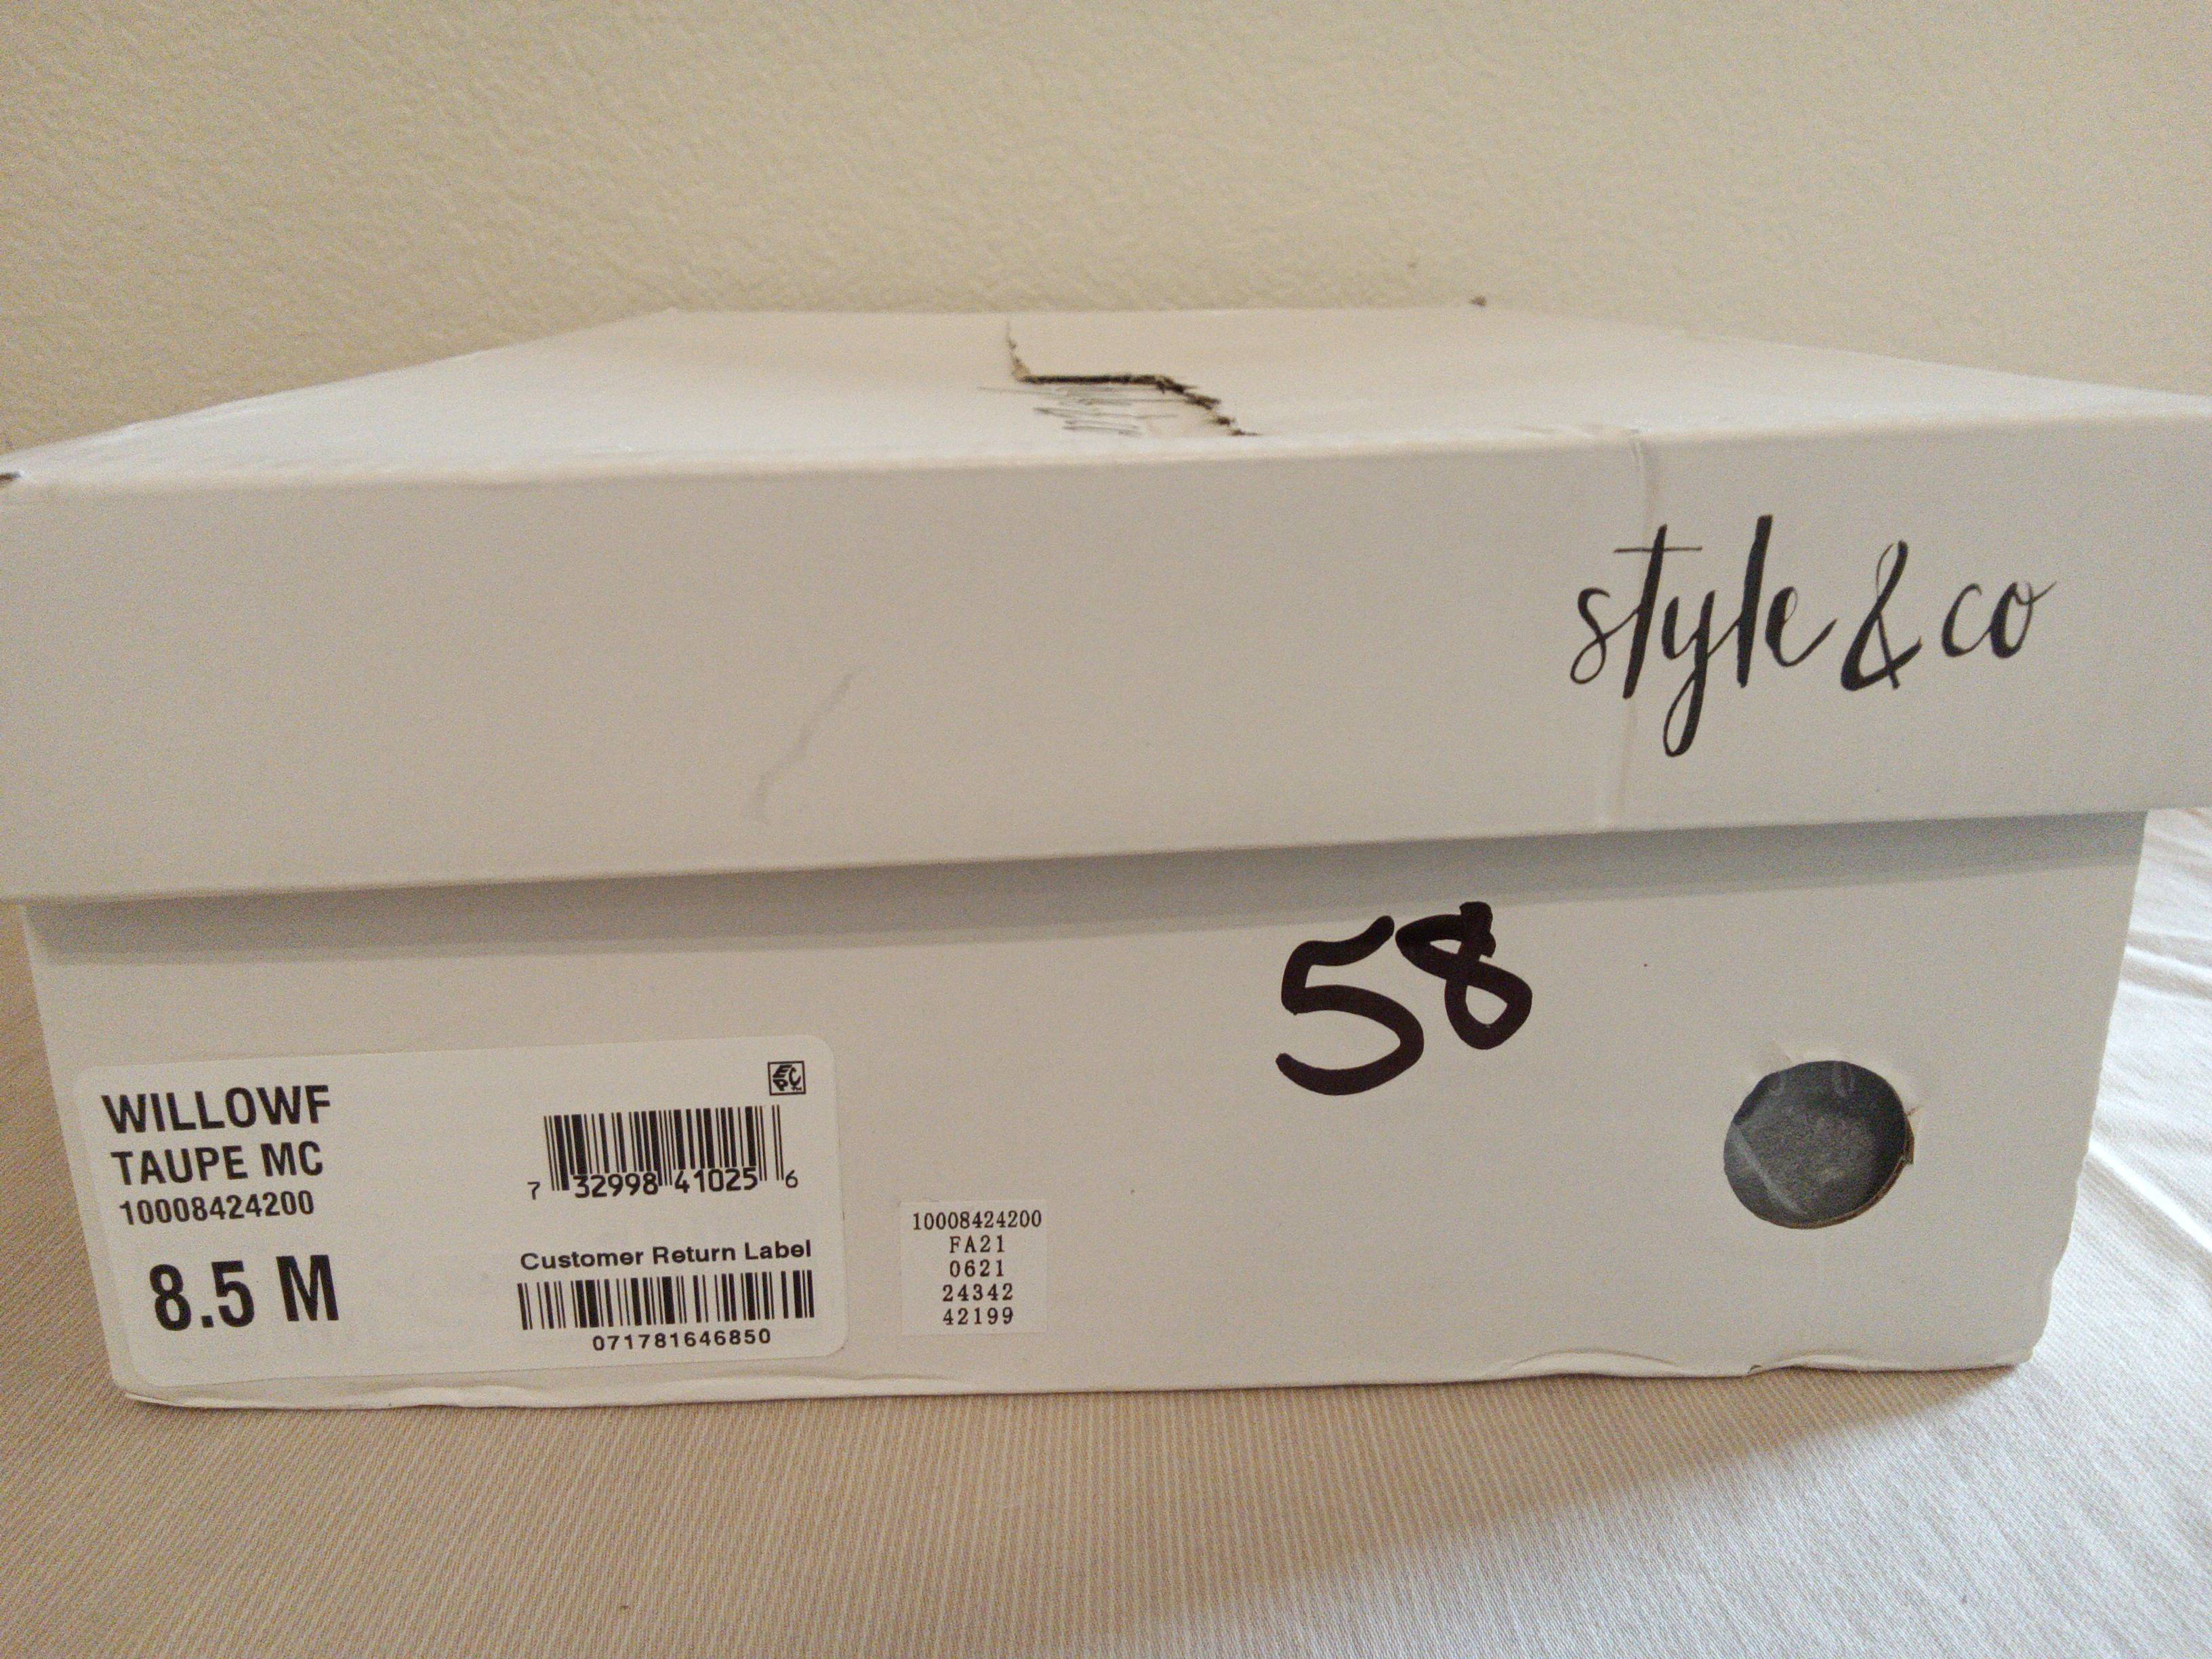 style & co
58
WILLOWF
TAUPE MC
10008424200
8.5 M
7 32998 41025 6
Customer Return Label
071781646850
10008424200
FA21
0621
24342
42199